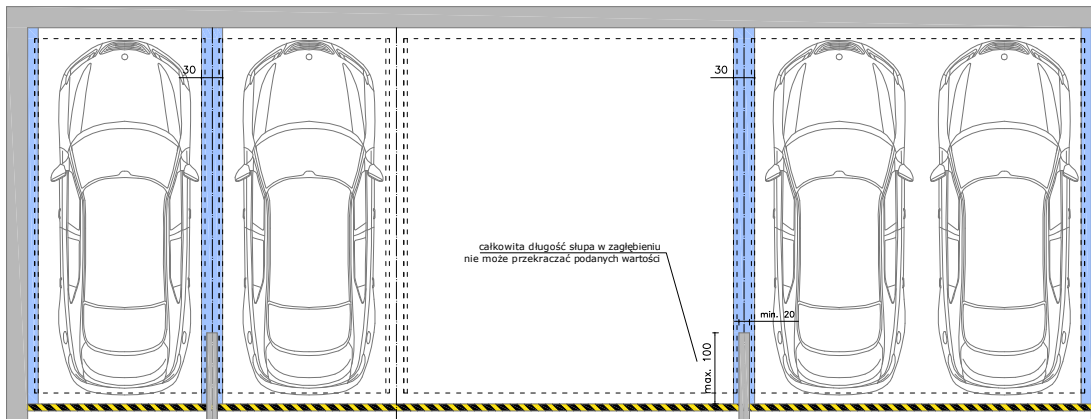 30
30
całkowita długość słupa w zagłębieniu
nie może przekraczać podanych wartości
min. 20
max. 100